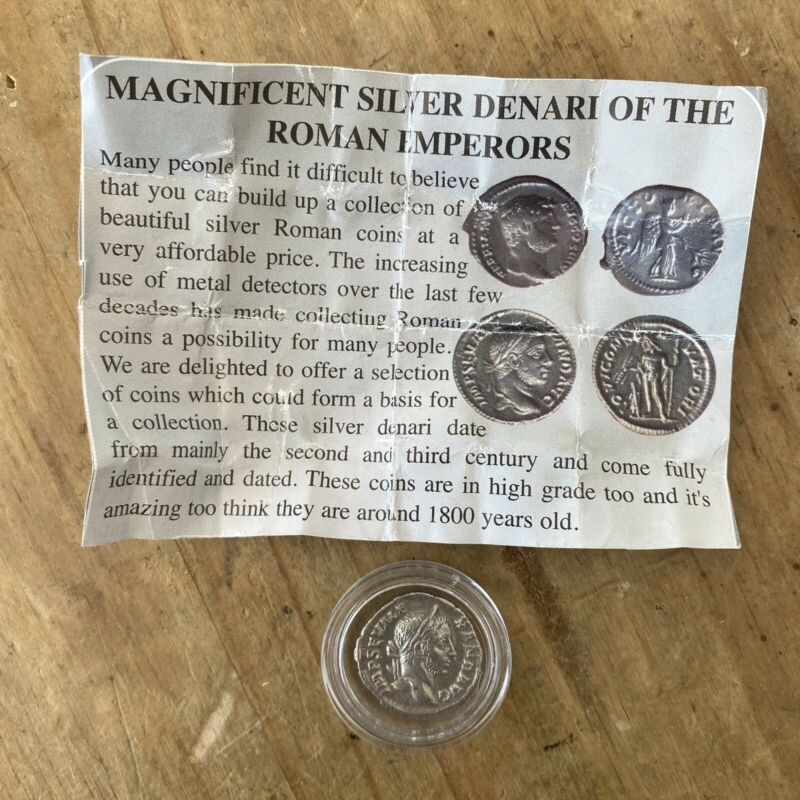 MAGNIFICENT SILVER DENARI OF THE
ROMAN EMPERORS
Many people find it difficult to believe
that you can build up a collection of
beautiful silver Roman coins at a
very affordable price. The increasing
use of metal detectors over the last few
decades has made collecting Roman
coins a possibility for many people.
We are delighted to offer a selection
of coins which could form a basis for
a collection. These silver denari date
from mainly the second and third century and come fully
identified and dated. These coins are in high grade too and it's
amazing too think they are around 1800 years old.
IMP SEV ALE XAND AVG